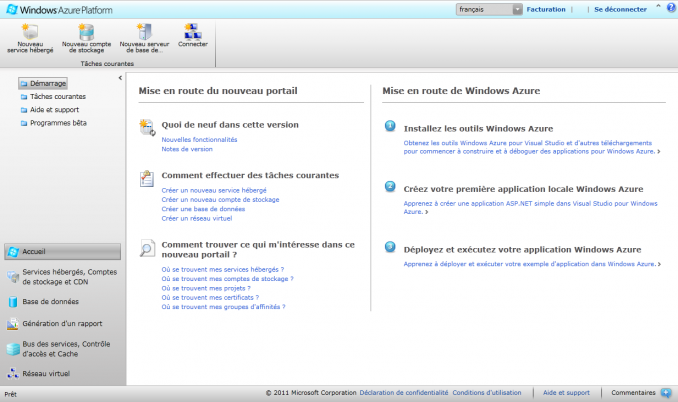 Windows Azure Platform
français
Facturation | | Se déconnecter
Nouveau service hébergé
Nouveau compte de stockage
Nouveau serveur de base de...
Connecter
Tâches courantes
Démarrage
Tâches courantes
Aide et support
Programmes bêta
Accueil
Services hébergés, Comptes
de stockage et CDN
Base de données
Génération d'un rapport
Bus des services, Contrôle
d'accès et Cache
Réseau virtuel
Mise en route du nouveau portail
Quoi de neuf dans cette version
Nouvelles fonctionnalités
Notes de version
Comment effectuer des tâches courantes
Créer un nouveau service hébergé
Créer un nouveau compte de stockage
Créer une base de données
Créer un réseau virtuel
Comment trouver ce qui m'intéresse dans ce
nouveau portail ?
Où se trouvent mes services hébergés ?
Où se trouvent mes comptes de stockage ?
Où se trouvent mes projets ?
Où se trouvent mes certificats ?
Où se trouvent mes groupes d'affinités ?
Mise en route de Windows Azure
1
Installez les outils Windows Azure
Obtenez les outils Windows Azure pour Visual Studio et d'autres téléchargements
pour commencer à construire et à déboguer des applications pour Windows Azure. >
2
Créez votre première application locale Windows Azure
Apprenez à créer une application ASP.NET simple dans Visual Studio pour Windows
Azure. >
3
Déployez et exécutez votre application Windows Azure
Apprenez à déployer et exécuter votre exemple d'application dans Windows Azure. >
Prêt
© 2011 Microsoft Corporation Déclaration de confidentialité Conditions d'utilisation | Aide et support | Commentaires